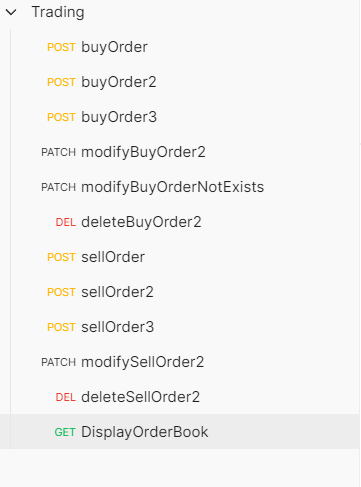 Trading
POST buyOrder
POST buyOrder2
POST buyOrder3
PATCH modifyBuyOrder2
PATCH modifyBuyOrderNotExists
DEL deleteBuyOrder2
POST sellOrder
POST sellOrder2
POST sellOrder3
PATCH modifySellOrder2
DEL deleteSellOrder2
GET DisplayOrderBook